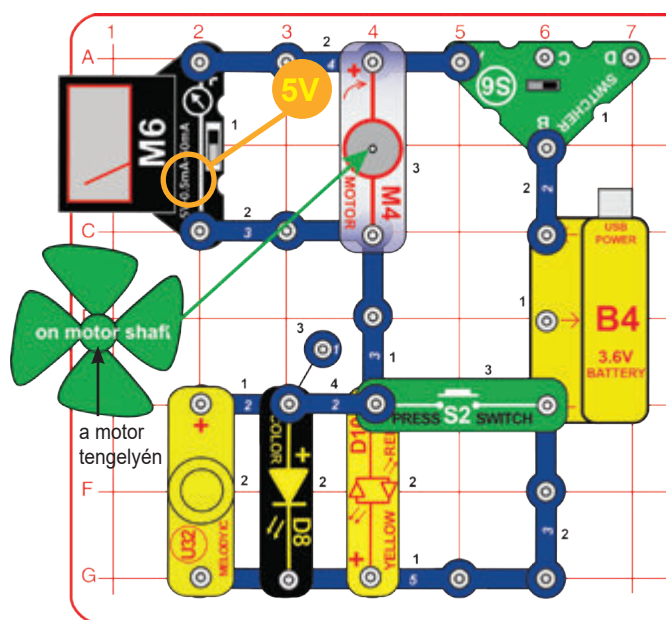 1 2 3 4 5 6 7
A
2
4
5V
M6
1
+
3
M4
MOTOR
S6
C
D
B
SWITCHER
1
2
2
C
2
3
USB
POWER
1
B4
3.6V
BATTERY
on motor shaft
a motor
tengelyén
3
1
3
1
1
2
4
2
3
PRESS S2 SWITCH
+
COLOR
+
D10
RED
F
2
2
2
U32
MELODY IC
D8
YELLOW
+
3
2
G
1
5